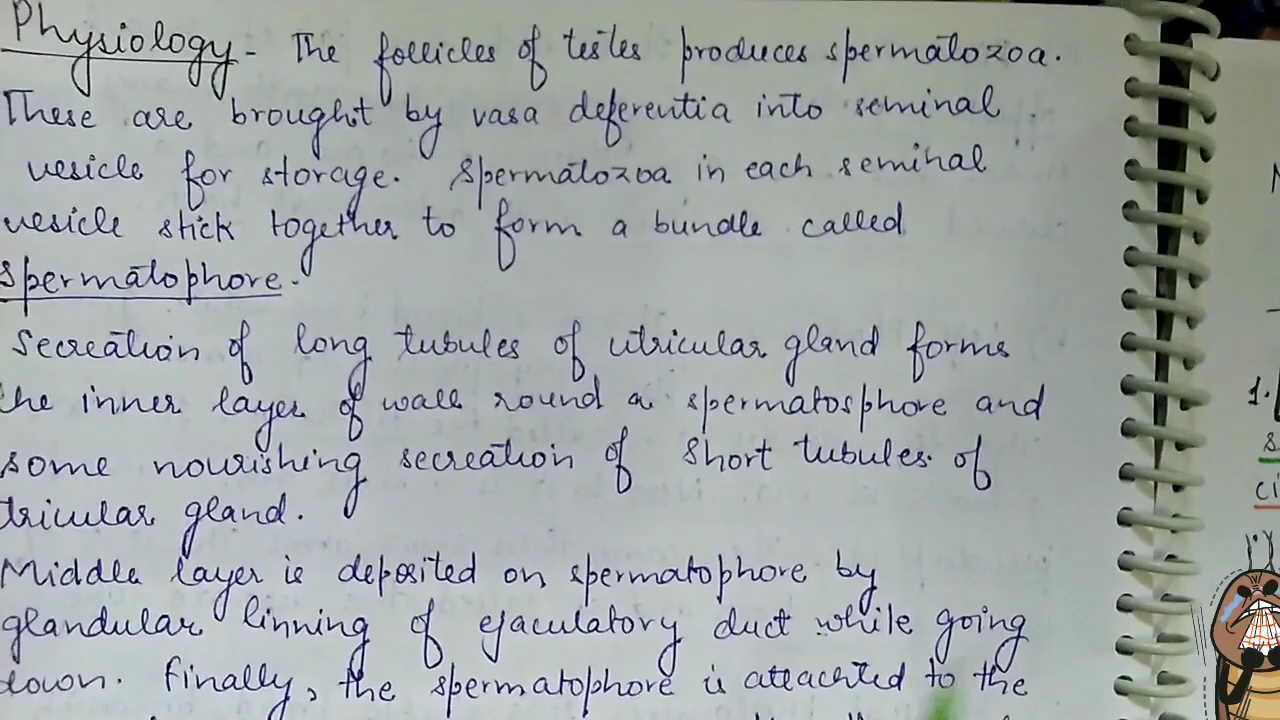 Physiology - The follicles of testes produces spermatozoa.
These are brought by vasa deferentia into seminal
vesicle for storage. Spermatozoa in each seminal
vesicle stick together to form a bundle called
spermatophore.
Secreation of long tubules of utricular gland forms
the inner layer of wall round a spermatosphore and
some nourishing secreation of short tubules of
tricular gland.
Middle layer is deposited on spermatophore by
glandular linning of ejaculatory duct while going
down. Finally, the spermatophore is to the
1.